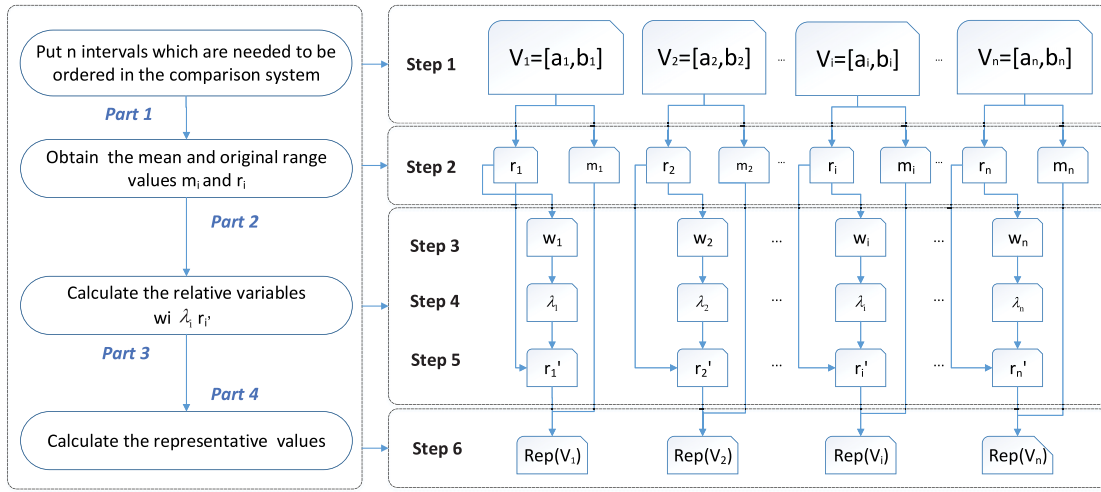 Put n intervals which are needed to be
ordered in the comparison system
Part 1
Obtain the mean and original range
values mᵢ and rᵢ
Part 2
Calculate the relative variables
wi λᵢ rᵢ’
Part 3
Part 4
Calculate the representative values
Step 1
V₁=[a₁,b₁]
V₂=[a₂,b₂]
...
Vᵢ=[aᵢ,bᵢ]
...
Vₙ=[aₙ,bₙ]
Step 2
r₁
m₁
r₂
m₂
...
rᵢ
mᵢ
...
rₙ
mₙ
Step 3
w₁
w₂
...
wᵢ
...
wₙ
Step 4
λ₁
λ₂
...
λᵢ
...
λₙ
Step 5
r₁'
r₂'
...
rᵢ'
...
rₙ'
Step 6
Rep(V₁)
Rep(V₂)
Rep(Vᵢ)
Rep(Vₙ)